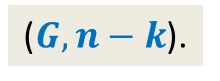 (G, n − k).